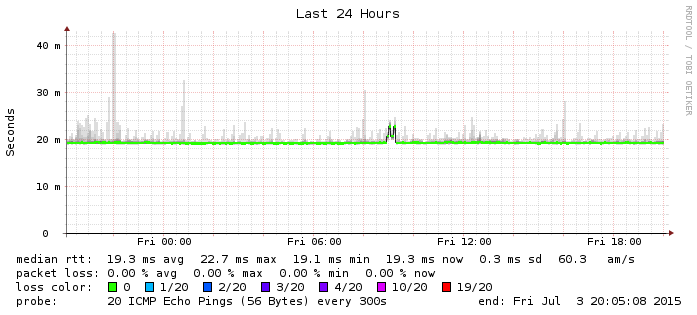 Last 24 Hours
RRDTOOL / TOBI OETIKER
Seconds
40 m
30 m
20 m
10 m
0
Fri 00:00 Fri 06:00 Fri 12:00 Fri 18:00
median rtt: 19.3 ms avg 22.7 ms max 19.1 ms min 19.3 ms now 0.3 ms sd 60.3 am/s
packet loss: 0.00 % avg 0.00 % max 0.00 % min 0.00 % now
loss color: 0 1/20 2/20 3/20 4/20 10/20 19/20
probe: 20 ICMP Echo Pings (56 Bytes) every 300s end: Fri Jul 3 20:05:08 2015